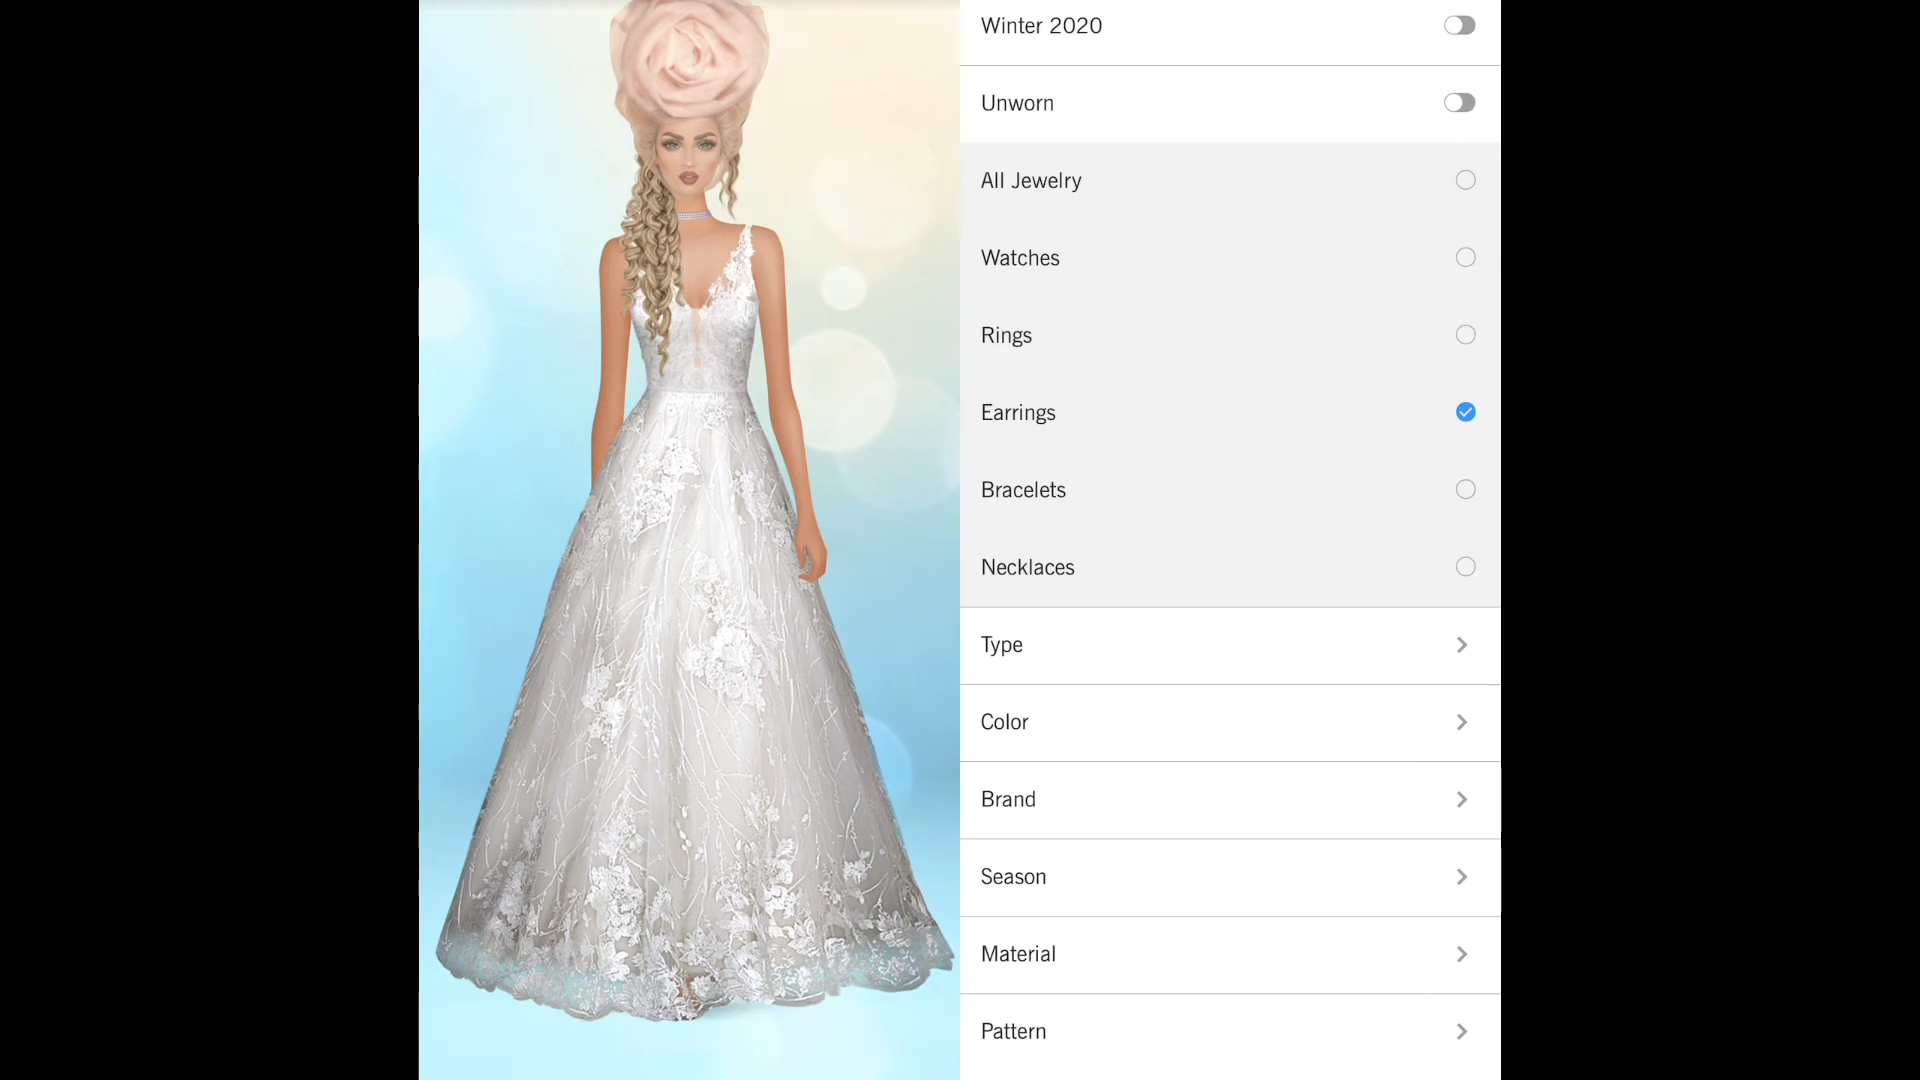 Winter 2020
Unworn
All Jewelry
Watches
Rings
Earrings
Bracelets
Necklaces
Type
Color
Brand
Season
Material
Pattern